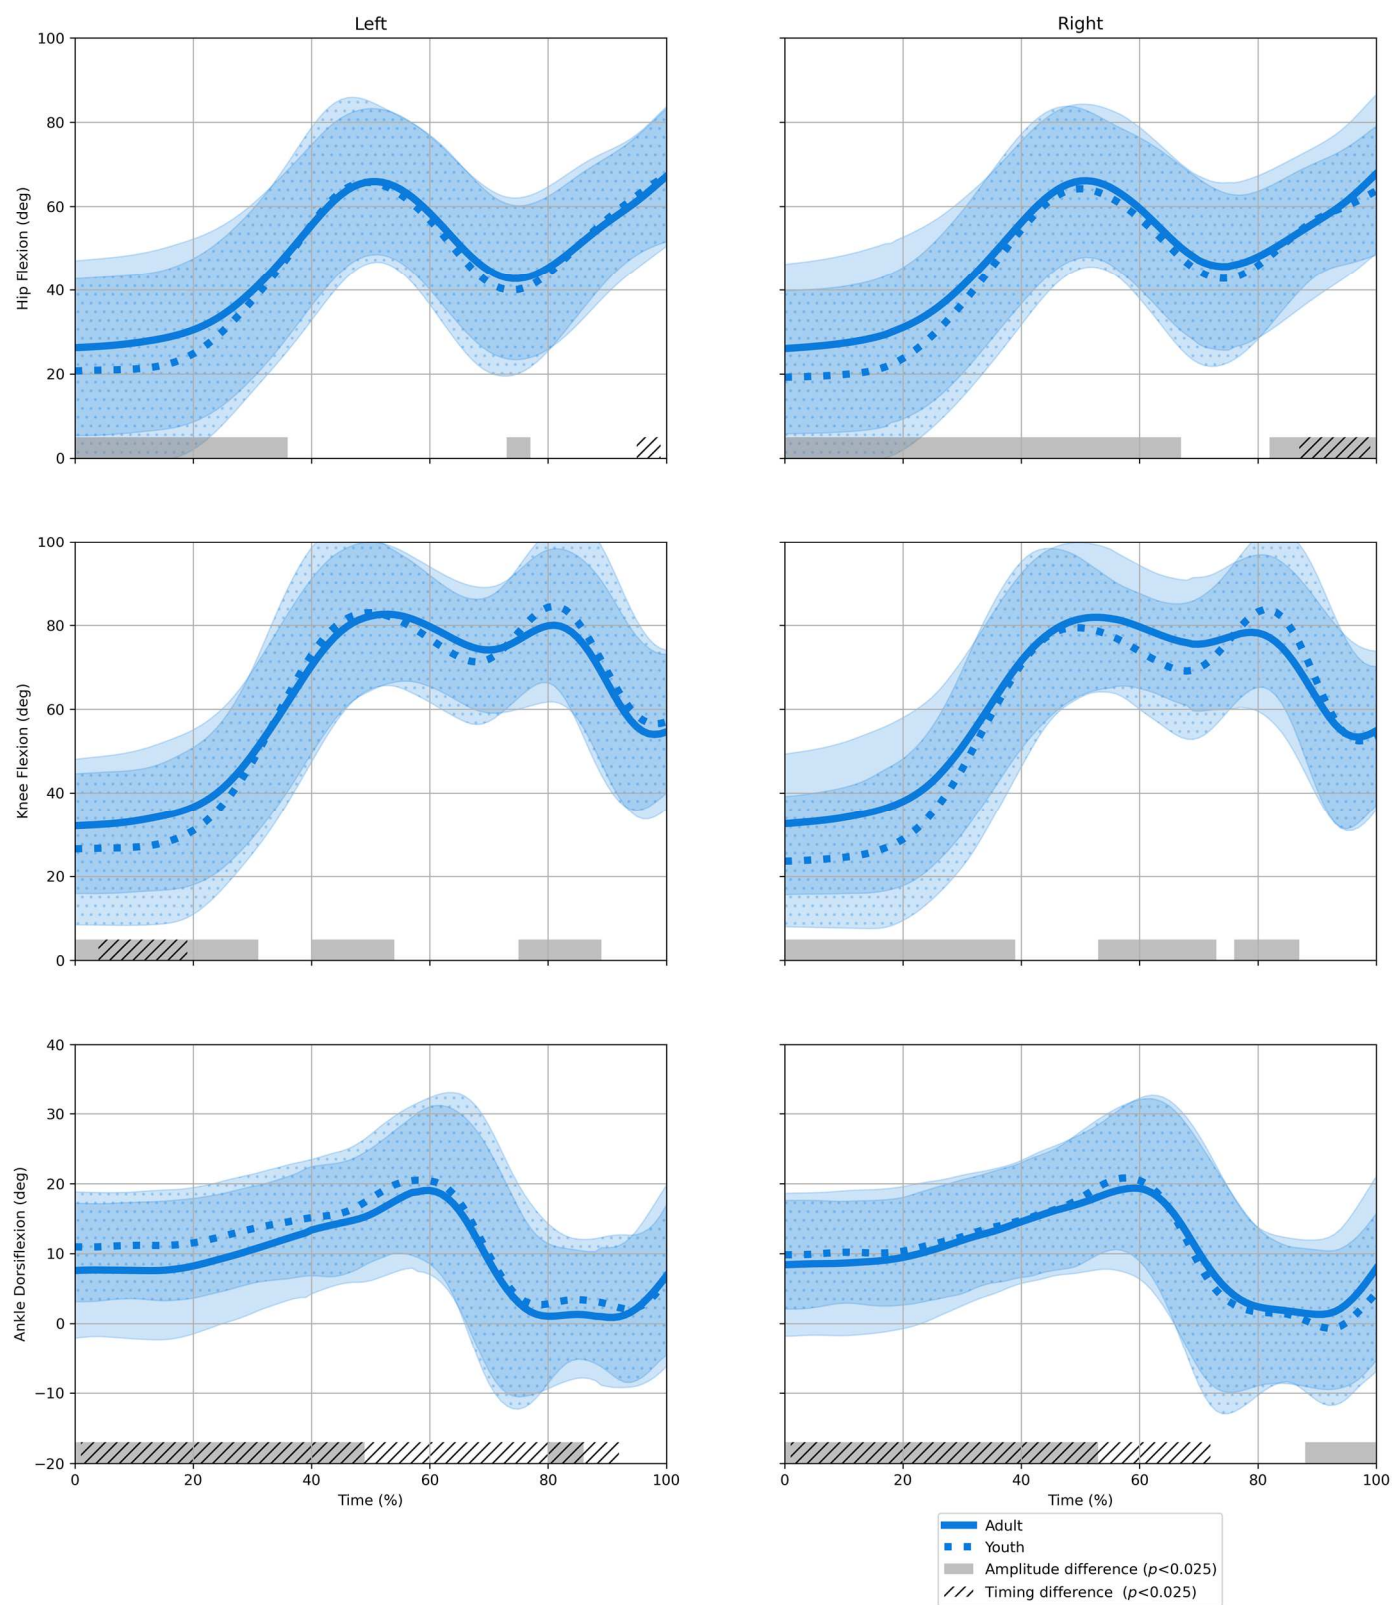 Left
Right
100
80
60
40
20
0
Hip Flexion (deg)
100
80
60
40
20
0
Knee Flexion (deg)
40
30
20
10
0
−10
−20
Ankle Dorsiflexion (deg)
0 20 40 60 80 100
Time (%)
0 20 40 60 80 100
Time (%)
Adult
Youth
Amplitude difference (p<0.025)
Timing difference (p<0.025)